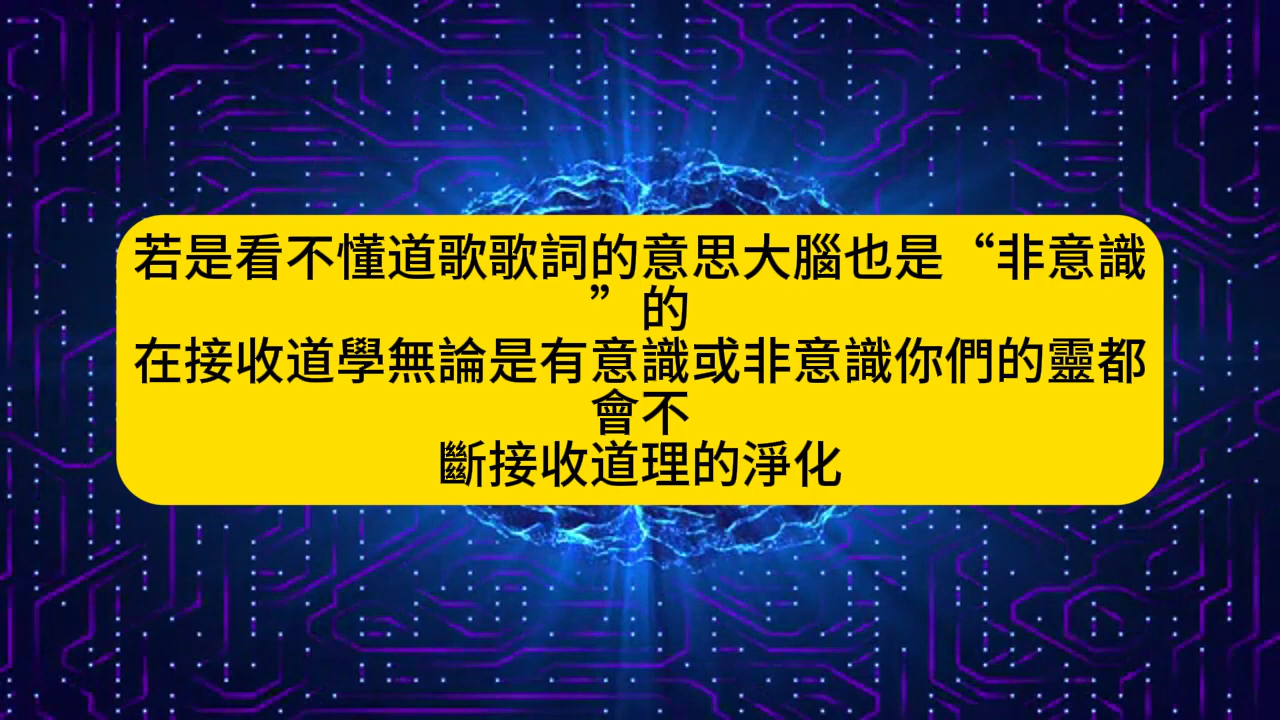 若是看不懂道歌歌詞的意思大腦也是“非意識
”的
在接收道學無論是有意識或非意識你們的靈都
會不
斷接收道理的淨化